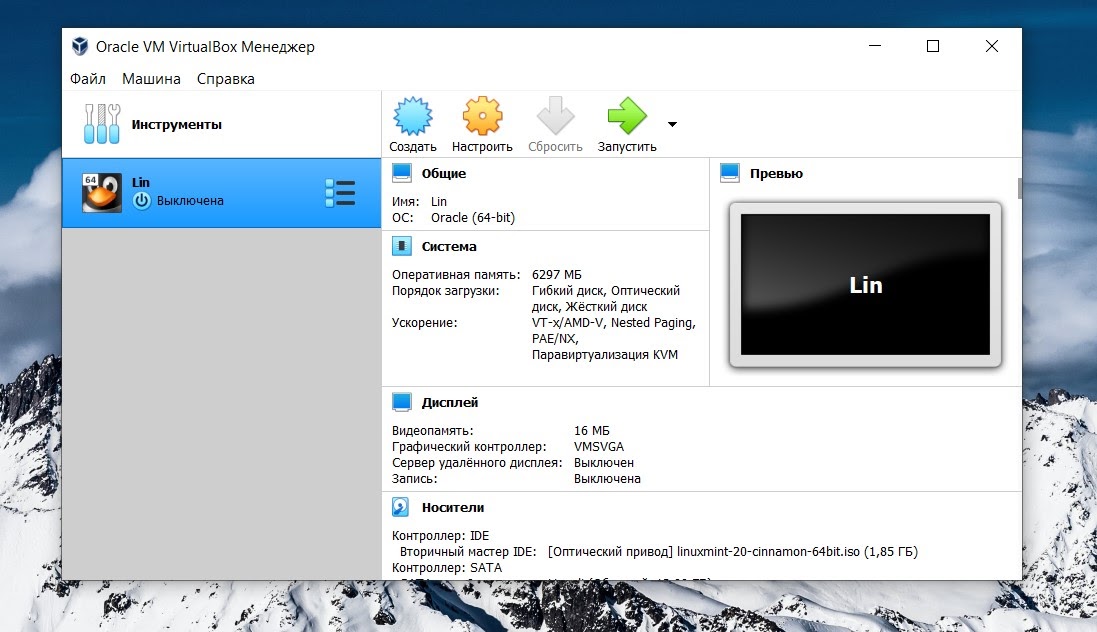 Oracle VM VirtualBox Менеджер
Файл Машина Справка
Инструменты
64
Lin
Выключена
Создать Настроить Сбросить Запустить
Общие
Имя: Lin
ОС: Oracle (64-bit)
Система
Оперативная память: 6297 МБ
Порядок загрузки: Гибкий диск, Оптический
диск, Жёсткий диск
Ускорение: VT-x/AMD-V, Nested Paging,
PAE/NX,
Паравиртуализация KVM
Превью
Lin
Дисплей
Видеопамять: 16 МБ
Графический контроллер: VMSVGA
Сервер удалённого дисплея: Выключен
Запись: Выключена
Носители
Контроллер: IDE
Вторичный мастер IDE: [Оптический привод] linuxmint-20-cinnamon-64bit.iso (1,85 ГБ)
Контроллер: SATA